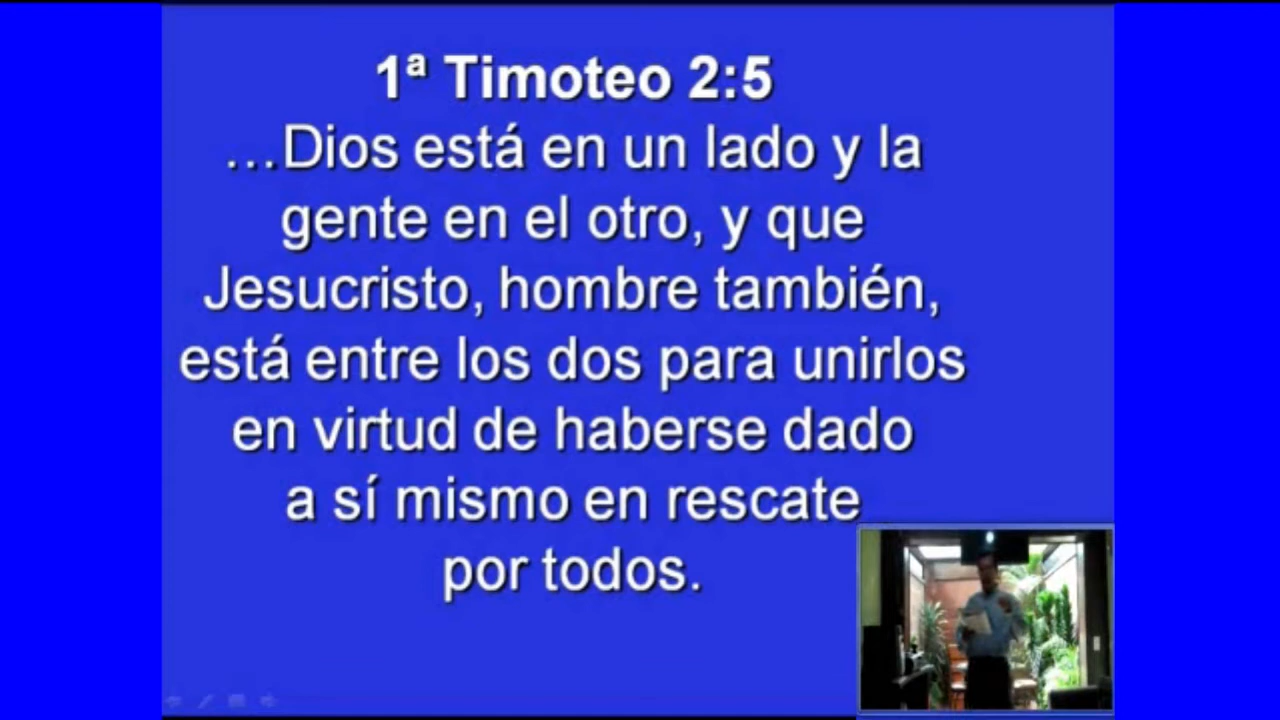 1ª Timoteo 2:5
...Dios está en un lado y la
gente en el otro, y que
Jesucristo, hombre también,
está entre los dos para unirlos
en virtud de haberse dado
a sí mismo en rescate
por todos.